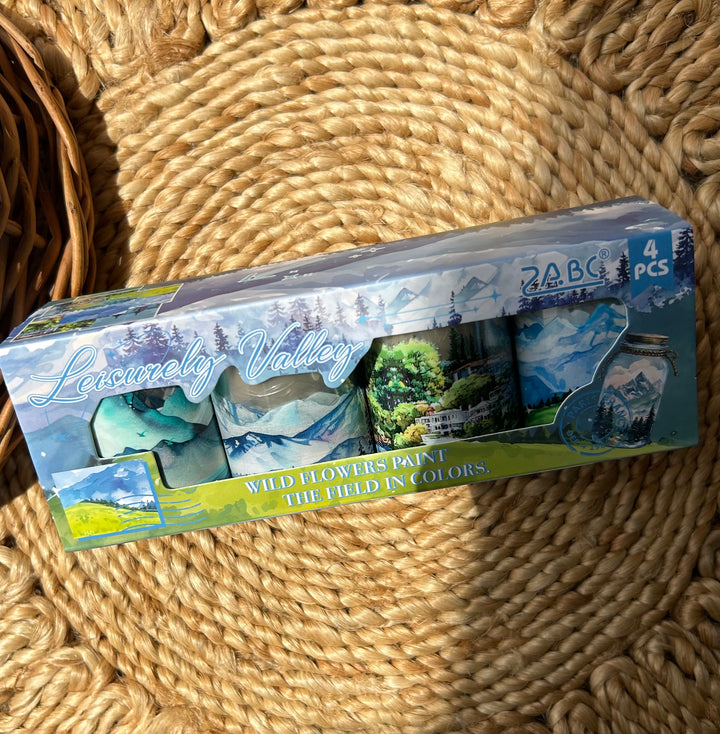 ZABC®
4
PCS
Leisurely Valley
WILD FLOWERS PAINT
THE FIELD IN COLORS.